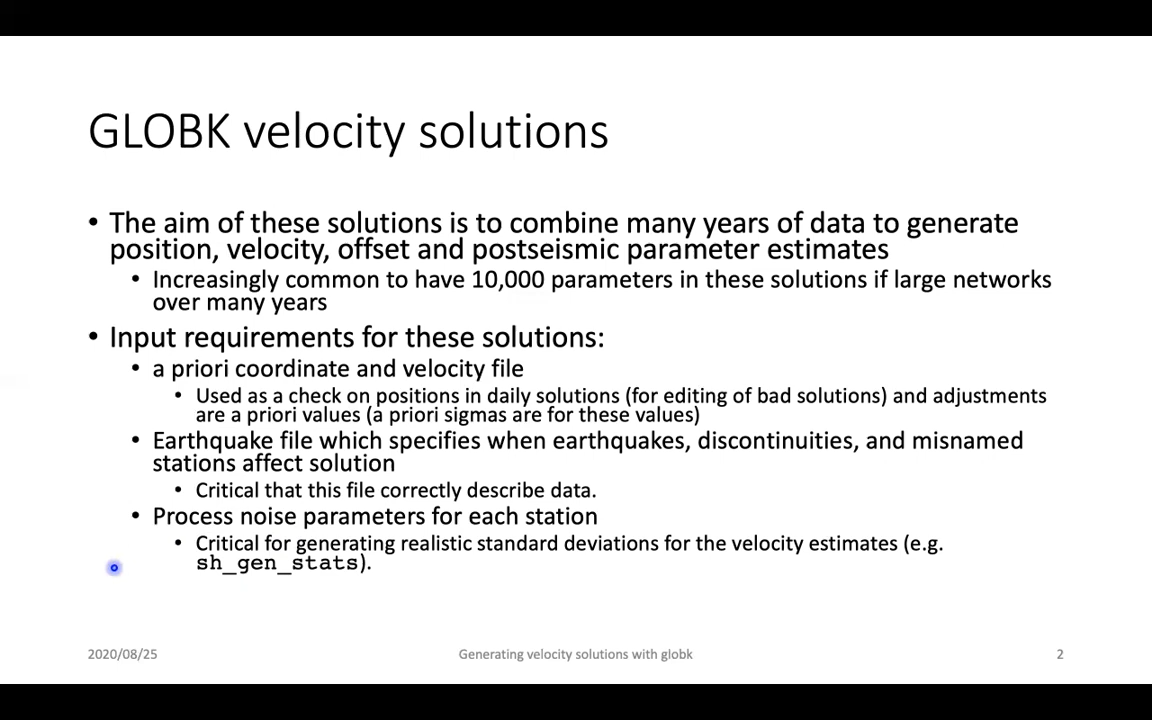 GLOBK velocity solutions
• The aim of these solutions is to combine many years of data to generate
position, velocity, offset and postseismic parameter estimates
• Increasingly common to have 10,000 parameters in these solutions if large networks
over many years
• Input requirements for these solutions:
• a priori coordinate and velocity file
• Used as a check on positions in daily solutions (for editing of bad solutions) and adjustments
are a priori values (a priori sigmas are for these values)
• Earthquake file which specifies when earthquakes, discontinuities, and misnamed
stations affect solution
• Critical that this file correctly describe data.
• Process noise parameters for each station
• Critical for generating realistic standard deviations for the velocity estimates (e.g.
sh_gen_stats).
2020/08/25 Generating velocity solutions with globk 2